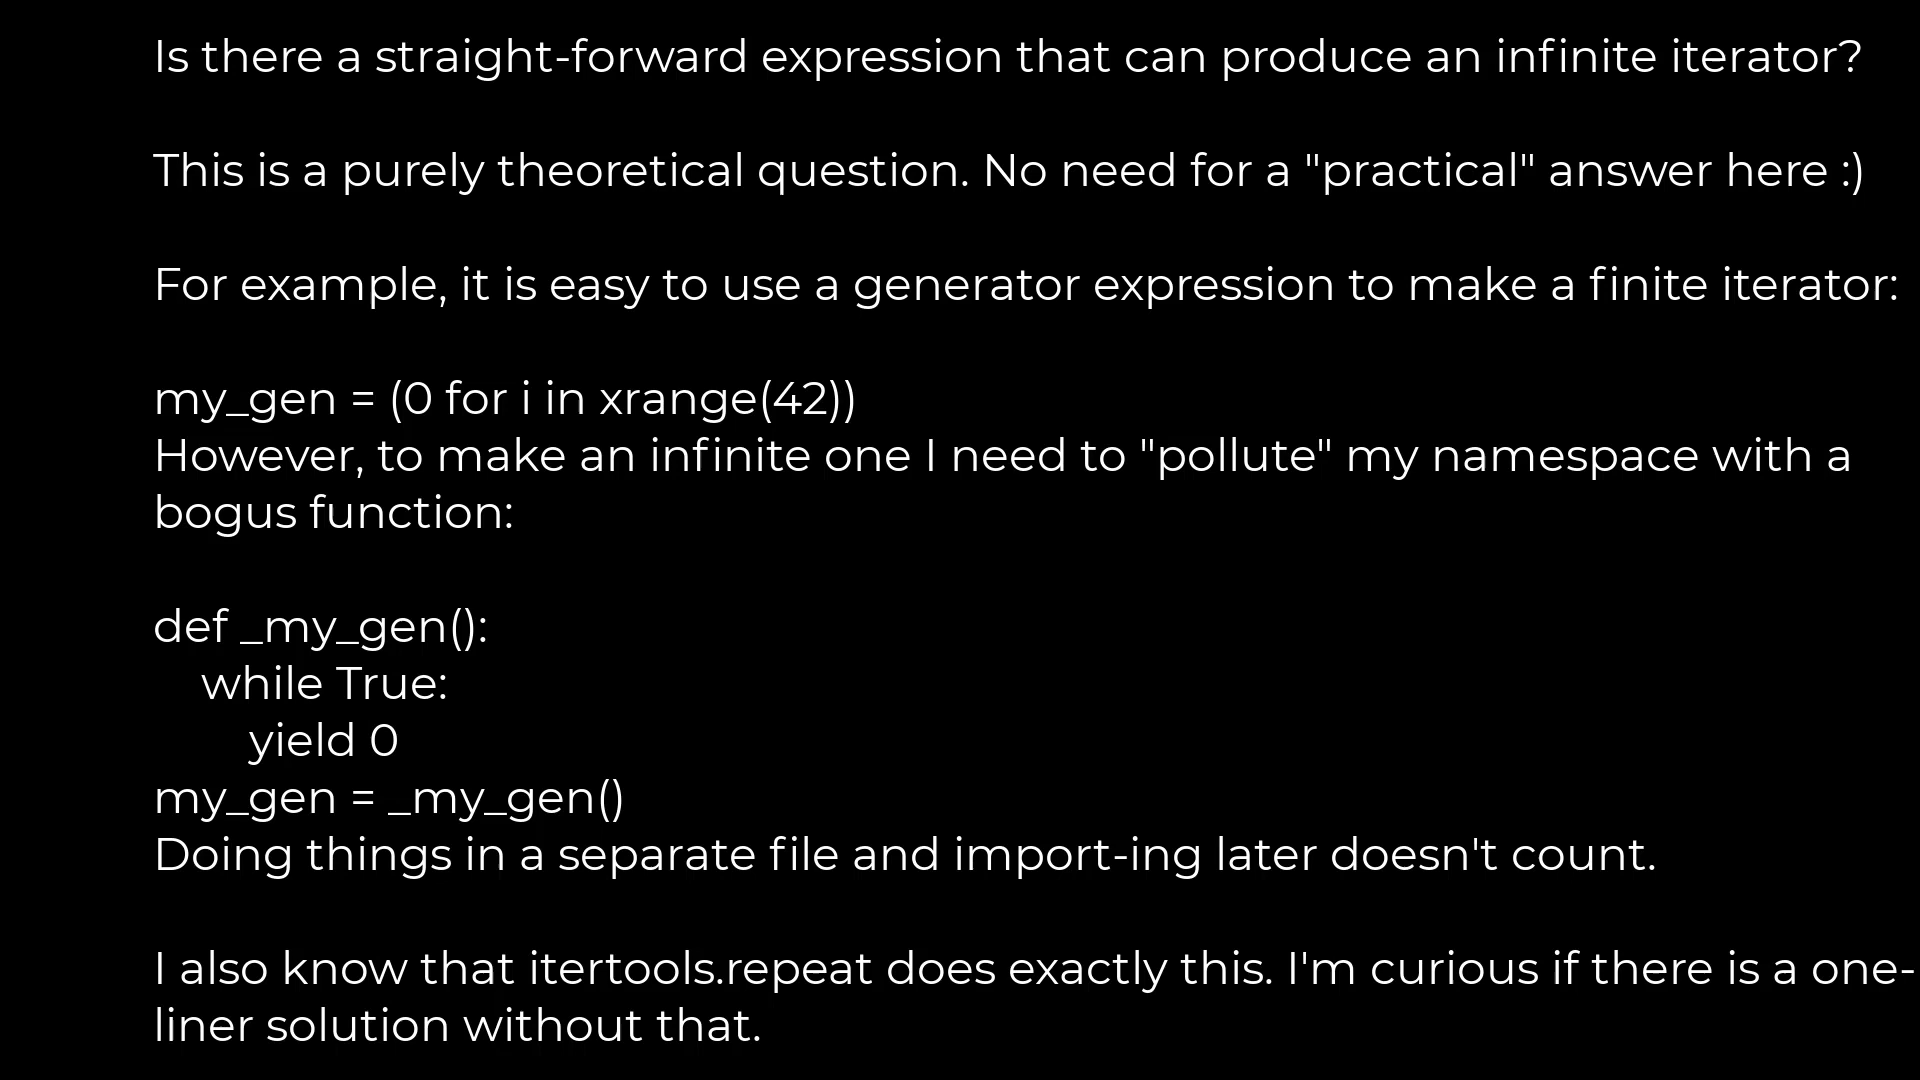 Is there a straight-forward expression that can produce an infinite iterator?
This is a purely theoretical question. No need for a "practical" answer here :)
For example, it is easy to use a generator expression to make a finite iterator:
my_gen = (0 for i in xrange(42))
However, to make an infinite one I need to "pollute" my namespace with a
bogus function:
def _my_gen():
    while True:
        yield 0
my_gen = _my_gen()
Doing things in a separate file and import-ing later doesn't count.
I also know that itertools.repeat does exactly this. I'm curious if there is a one-
liner solution without that.